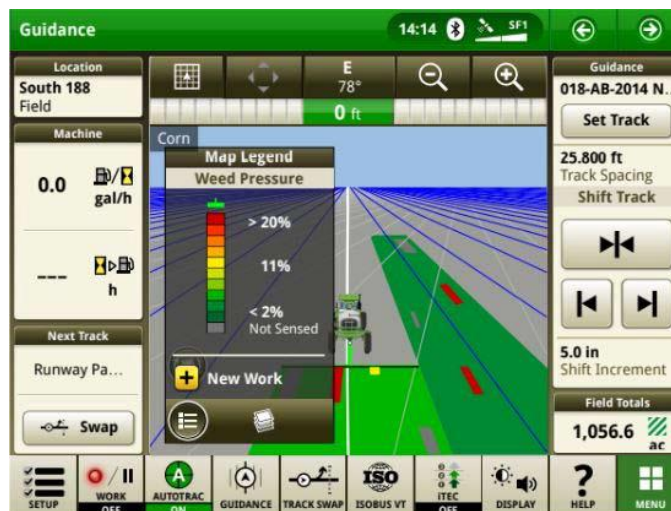 Guidance
14:14
SF1
Location
South 188
Field
Machine
0.0
gal/h
---
h
Next Track
Runway Pa...
Swap
E
78°
0 ft
Corn
Map Legend
Weed Pressure
> 20%
11%
< 2%
Not Sensed
New Work
Guidance
018-AB-2014 N..
Set Track
25.800 ft
Track Spacing
Shift Track
5.0 in
Shift Increment
Field Totals
1,056.6
ac
SETUP
WORK
OFF
A
AUTOTRAC
ON
GUIDANCE
TRACK SWAP
ISO
ISOBUS VT
iTEC
OFF
DISPLAY
?
HELP
MENU